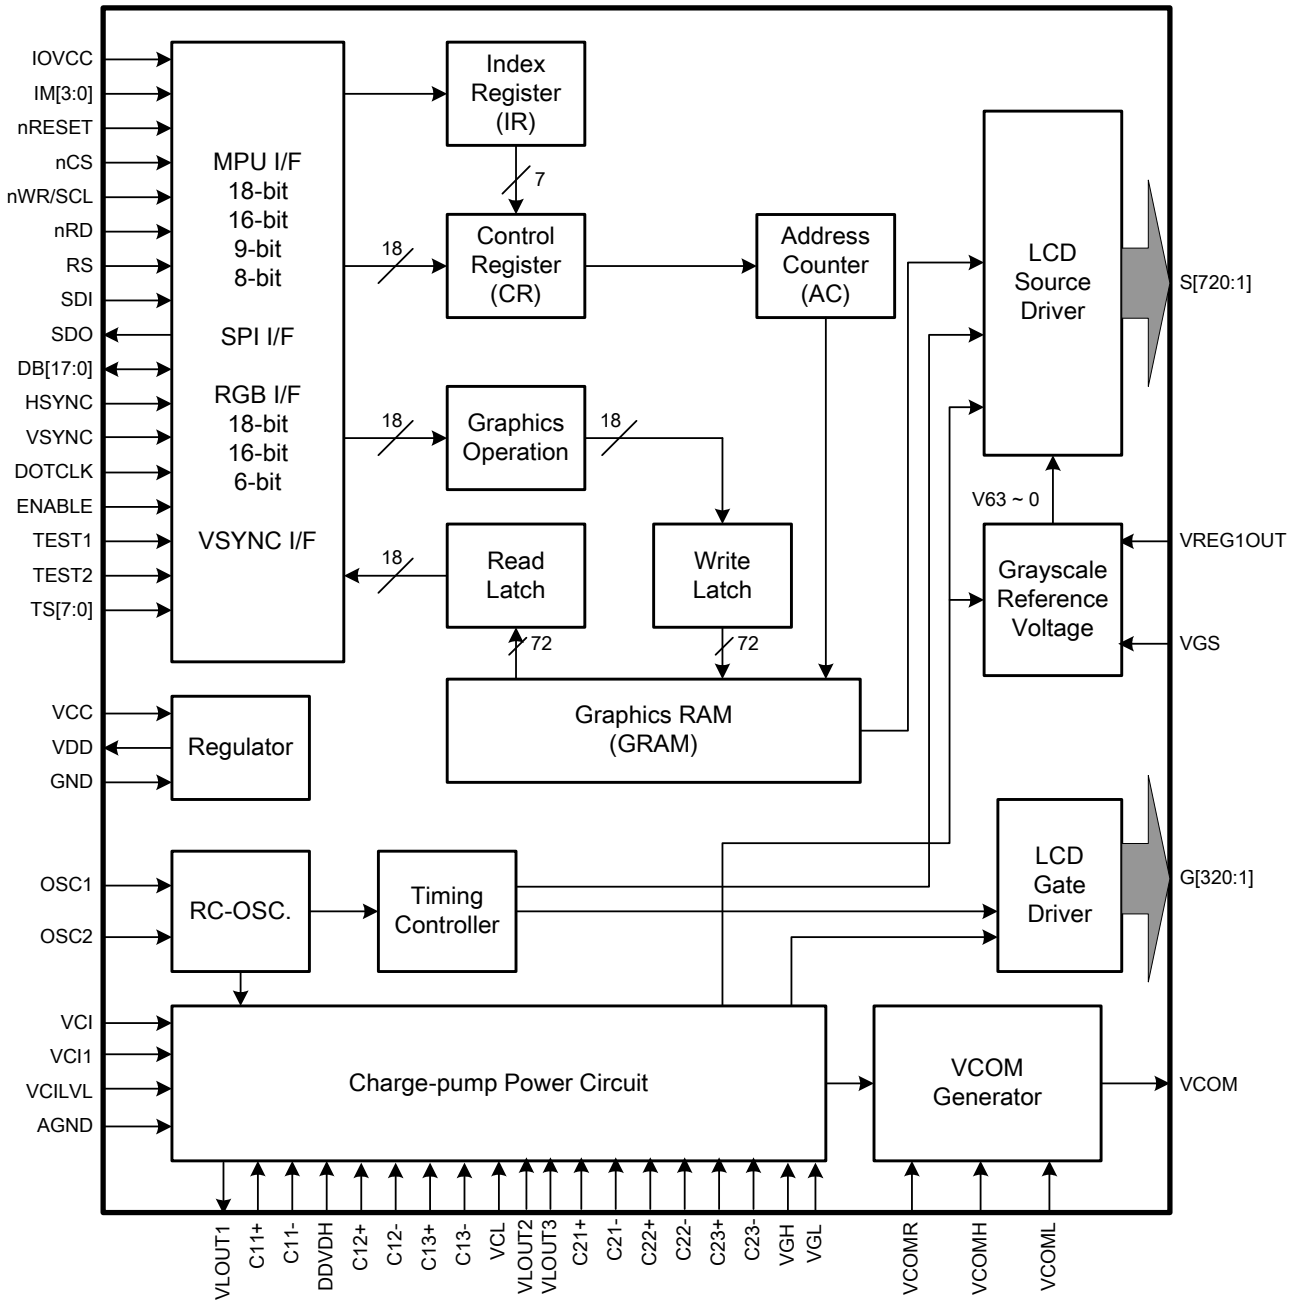 IOVCC
IM[3:0]
nRESET
nCS
nWR/SCL
nRD
RS
SDI
SDO
DB[17:0]
HSYNC
VSYNC
DOTCLK
ENABLE
TEST1
TEST2
TS[7:0]
MPU I/F
18-bit
16-bit
9-bit
8-bit
SPI I/F
RGB I/F
18-bit
16-bit
6-bit
VSYNC I/F
Index
Register
(IR)
7
18
Control
Register
(CR)
Address
Counter
(AC)
18
Graphics
Operation
18
18
Read
Latch
Write
Latch
72
72
Graphics RAM
(GRAM)
LCD
Source
Driver
S[720:1]
V63 ~ 0
Grayscale
Reference
Voltage
VREG1OUT
VGS
VCC
VDD
GND
Regulator
OSC1
OSC2
RC-OSC.
Timing
Controller
LCD
Gate
Driver
G[320:1]
VCI
VCI1
VCILVL
AGND
Charge-pump Power Circuit
VCOM
Generator
VCOM
VLOUT1
C11+
C11-
DDVDH
C12+
C12-
C13+
C13-
VCL
VLOUT2
VLOUT3
C21+
C21-
C22+
C22-
C23+
C23-
VGH
VGL
VCOMR
VCOMH
VCOML